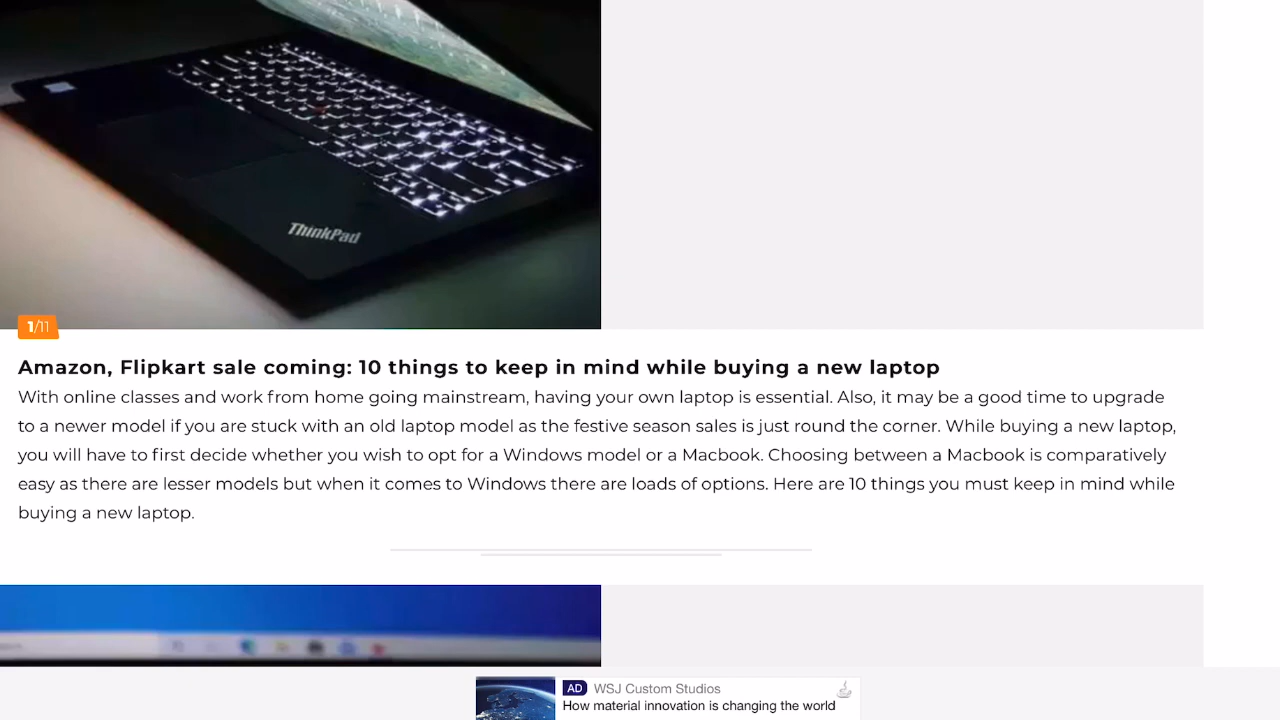 ThinkPad
1/11
Amazon, Flipkart sale coming: 10 things to keep in mind while buying a new laptop
With online classes and work from home going mainstream, having your own laptop is essential. Also, it may be a good time to upgrade
to a newer model if you are stuck with an old laptop model as the festive season sales is just round the corner. While buying a new laptop,
you will have to first decide whether you wish to opt for a Windows model or a Macbook. Choosing between a Macbook is comparatively
easy as there are lesser models but when it comes to Windows there are loads of options. Here are 10 things you must keep in mind while
buying a new laptop.
AD WSJ Custom Studios
How material innovation is changing the world